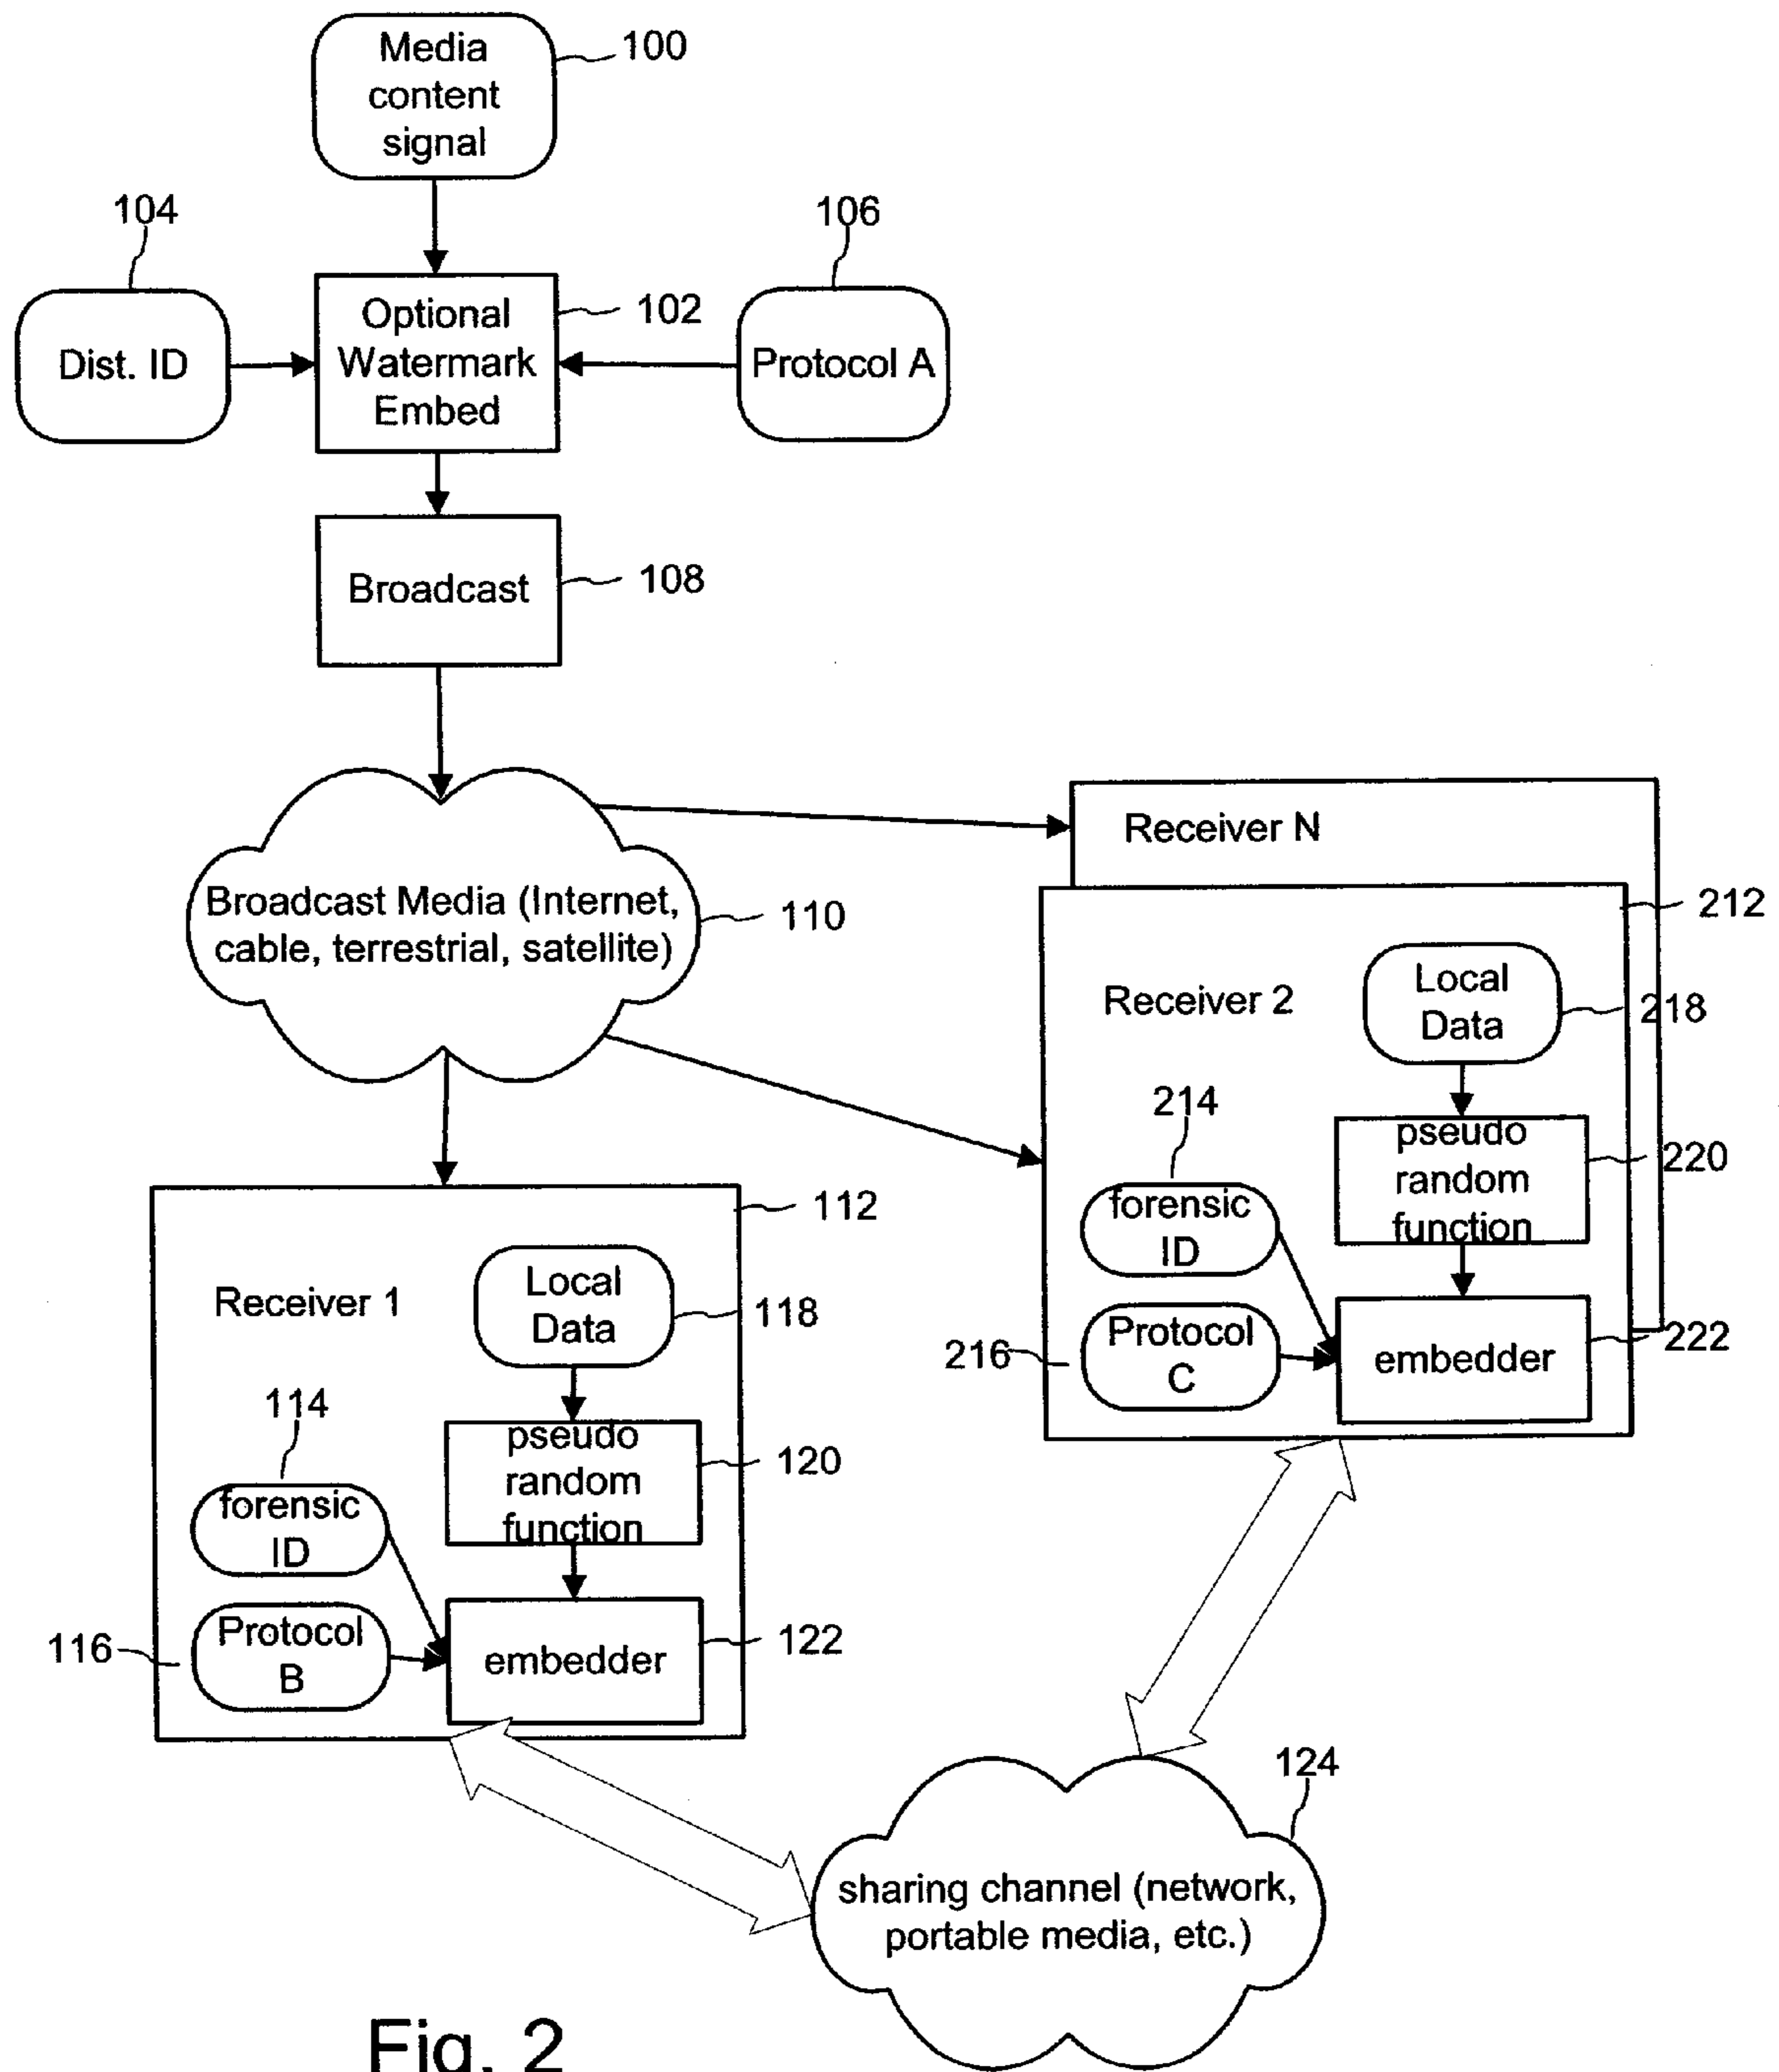 Media
content
signal
100
104
106
Dist. ID
Optional
Watermark
Embed
102
Protocol A
Broadcast
108
Broadcast Media (Internet,
cable, terrestrial, satellite)
110
Receiver N
212
Receiver 2
Local
Data
218
214
pseudo
random
function
220
forensic
ID
216
Protocol
C
embedder
222
112
Receiver 1
Local
Data
118
114
pseudo
random
function
120
forensic
ID
116
Protocol
B
embedder
122
124
sharing channel (network,
portable media, etc.)
Fig. 2